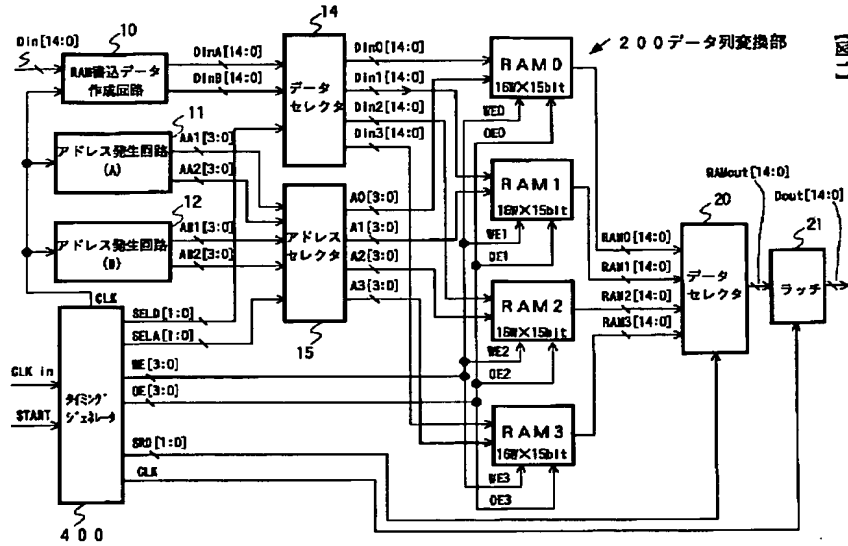 Din[14:0]
10
RAM書込データ
作成回路
DinA[14:0]
DinB[14:0]
11
アドレス発生回路
(A)
AA1[3:0]
AA2[3:0]
12
アドレス発生回路
(B)
AB1[3:0]
AB2[3:0]
CLK
CLK in
START
タイミング
ジェネレータ
400
SELD[1:0]
SELA[1:0]
WE[3:0]
OE[3:0]
SRD[1:0]
CLK
14
データ
セレクタ
Din0[14:0]
Din1[14:0]
Din2[14:0]
Din3[14:0]
アドレス
セレクタ
15
A0[3:0]
A1[3:0]
A2[3:0]
A3[3:0]
RAM0
16W×15bit
WE0
OE0
RAM1
16W×15bit
WE1
OE1
RAM2
16W×15bit
WE2
OE2
RAM3
16W×15bit
WE3
OE3
200データ列変換部
RAM0[14:0]
RAM1[14:0]
RAM2[14:0]
RAM3[14:0]
20
データ
セレクタ
RAMout[14:0]
21
ラッチ
Dout[14:0]